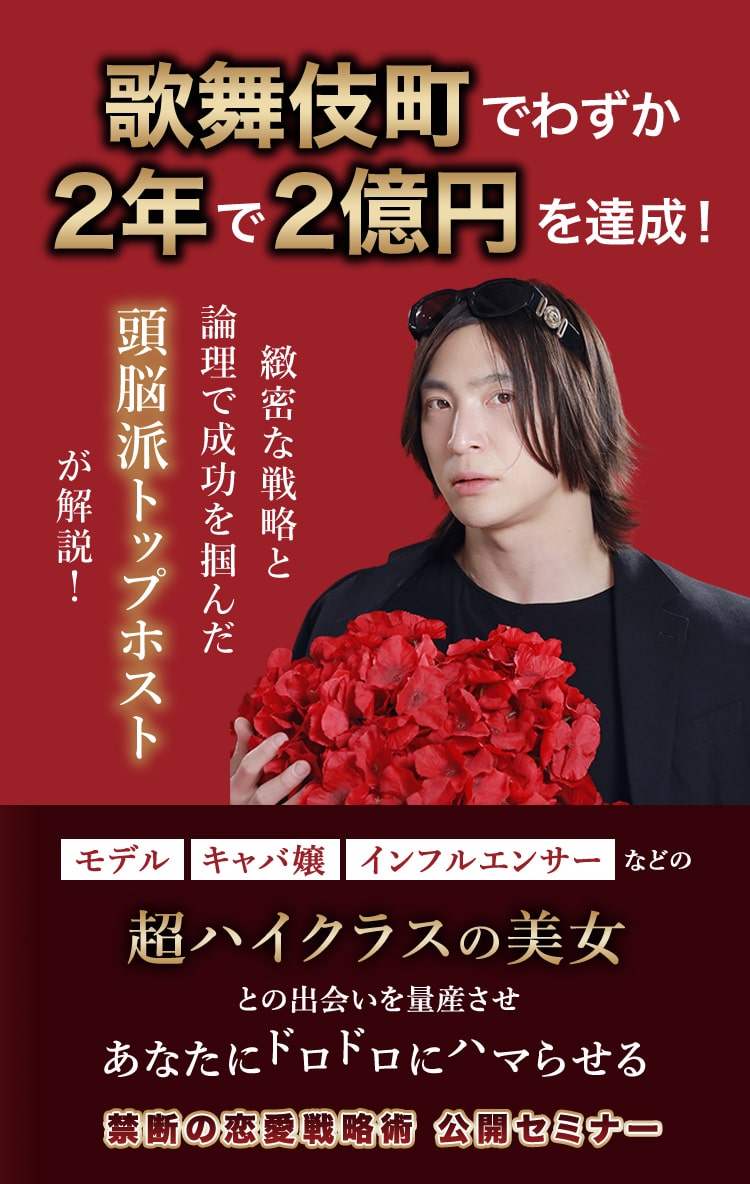 歌舞伎町でわずか
2年で2億円を達成!
緻密な戦略と
論理で成功を掴んだ
頭脳派トップホスト
が解説!
モデル キャバ嬢 インフルエンサー などの
超ハイクラスの美女
との出会いを量産させ
あなたにドロドロにハマらせる
禁断の恋愛戦略術 公開セミナー